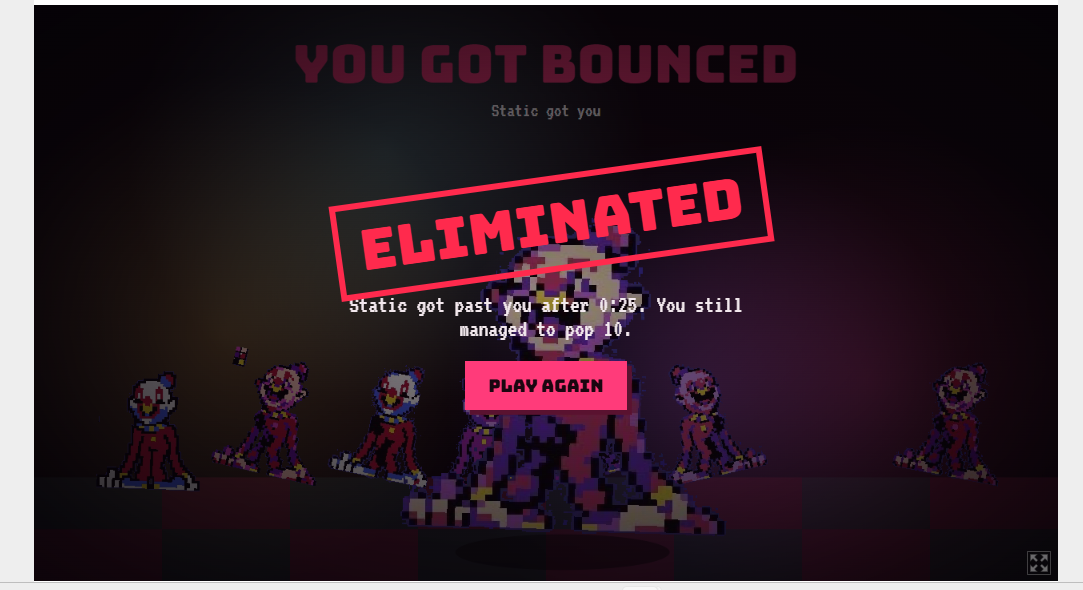 YOU GOT BOUNCED
Static got you
ELIMINATED
Static got past you after 0:25. You still
managed to pop 10.
PLAY AGAIN